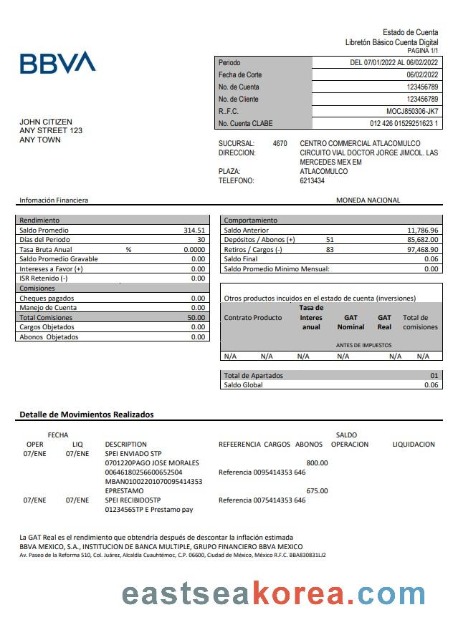 Estado de Cuenta
Libretón Básico Cuenta Digital
PAGINA 1/1
BBVA
Periodo DEL 07/01/2022 AL 06/02/2022
Fecha de Corte 06/02/2022
No. de Cuenta 123456789
No. de Cliente 123456789
R..F.C. MOCJ850306-JK7
No. Cuenta CLABE 012 426 01529251623 1
JOHN CITIZEN
ANY STREET 123
ANY TOWN
SUCURSAL: 4670 CENTRO COMMERCIAL ATLACOMULCO
DIRECCION: CIRCUITO VIAL DOCTOR JORGE JIMCOL. LAS
MERCEDES MEX EM
PLAZA: ATLACOMULCO
TELEFONO: 6213434
Infomación Financiera MONEDA NACIONAL
Rendimiento
Saldo Promedio 314.51
Días del Periodo 30
Tasa Bruta Anual % 0.0000
Saldo Promedio Gravable 0.00
Intereses a Favor (+) 0.00
ISR Retenido (-) 0.00
Comisiones
Cheques pagados 0.00
Manejo de Cuenta 0.00
Total Comisiones 50.00
Cargos Objetados 0.00
Abonos Objetados 0.00
Comportamiento
Saldo Anterior 11,786.96
Depósitos / Abonos (+) 51 85,682.00
Retiros / Cargos (-) 83 97,468.90
Saldo Final 0.06
Saldo Promedio Minimo Mensual: 0.00
Otros productos incujidos en el estado de cuenta (inversiones)
Contrato Producto Tasa de Interes anual GAT Nominal GAT Real Total de comisiones
ANTES DE IMPUESTOS
N/A N/A N/A N/A N/A N/A
Total de Apartados 01
Saldo Global 0.06
Detalle de Movimientos Realizados
FECHA SALDO
OPER LIQ DESCRIPTION REFEERENCIA CARGOS ABONOS OPERACION LIQUIDACION
07/ENE 07/ENE SPEI ENVIADO STP
0701220PAGO JOSE MORALES 800.00
00646180256600652504 Referencia 0095414353 646
MBAN01002201070095414353
EPRESTAMO 675.00
07/ENE 07/ENE SPEI RECIBIDOSTP Referencia 0075414353 646
0123456STP E Prestamo pay
La GAT Real es el rendimiento que obtendría después de descontar la inflación estimada
BBVA MEXICO, S.A., INSTITUCION DE BANCA MULTIPLE, GRUPO FINANCIERO BBVA MEXICO
Av. Paseo de la Reforma 510, Col. Juárez, Alcaldía Cuauhtémoc, C.P. 06600, Ciudad de México, México R.F.C. BBA830831LJ2
eastseakorea.com